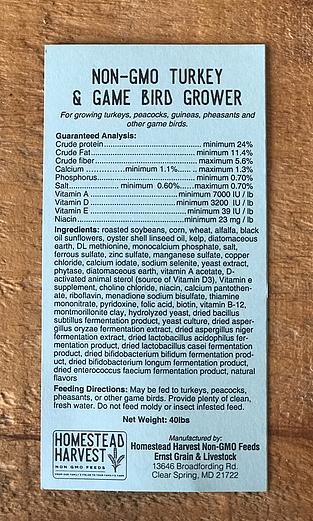 NON-GMO TURKEY
& GAME BIRD GROWER
For growing turkeys, peacocks, guineas, pheasants and
other game birds.
Guaranteed Analysis:
Crude protein........................................ minimum 24%
Crude Fat.......................................... minimum 11.4%
Crude fiber........................................ maximum 5.6%
Calcium ................minimum 1.1%...... maximum 1.3%
Phosphorus....................................... minimum 0.70%
Salt.................. minimum 0.60%......maximum 0.70%
Vitamin A .................................... minimum 7000 IU / lb
Vitamin D .................................... minimum 3200 IU / lb
Vitamin E ........................................ minimum 39 IU / lb
Niacin............................................. minimum 23 mg / lb
Ingredients: roasted soybeans, corn, wheat, alfalfa, black
oil sunflowers, oyster shell linseed oil, kelp, diatomaceous
earth, DL methionine, monocalcium phosphate, salt,
ferrous sulfate, zinc sulfate, manganese sulfate, copper
chloride, calcium iodate, sodium selenite, yeast extract,
phytase, diatomaceous earth, vitamin A acetate, D-
activated animal sterol (source of Vitamin D3), Vitamin e
supplement, choline chloride, niacin, calcium pantothen-
ate, riboflavin, menadione sodium bisulfate, thiamine
mononitrate, pyridoxine, folic acid, biotin, vitamin B-12,
montmorillonite clay, hydrolyzed yeast, dried bacillus
subtillus fermentation product, yeast culture, dried asper-
gilus oryzae fermentation extract, dried aspergilus niger
fermentation extract, dried lactobacillus acidophilus fer-
mentation product, dried lactobacillus casei fermentation
product, dried bifidobacterium bifidum fermentation prod-
uct, dried bifidobacterium longum fermentation product,
dried enterococcus faecium fermentation product, natural
flavors
Feeding Directions: May be fed to turkeys, peacocks,
pheasants, or other game birds. Provide plenty of clean,
fresh water. Do not feed moldy or insect infested feed.
Net Weight: 40lbs
HOMESTEAD
HARVEST
NON GMO FEEDS
FROM OUR FAMILY'S FIELDS TO YOUR FAMILY'S
Manufactured by:
Homestead Harvest Non-GMO Feeds
Ernst Grain & Livestock
13646 Broadfording Rd.
Clear Spring, MD 21722